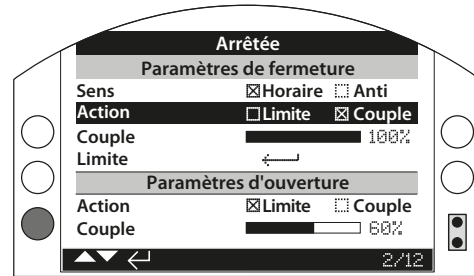 Arrêtée
Paramètres de fermeture
Sens ☒Horaire ☐Anti
Action ☐Limite ☒Couple
Couple 100%
Limite
Paramètres d'ouverture
Action ☒Limite ☐Couple
Couple 60%
2/12